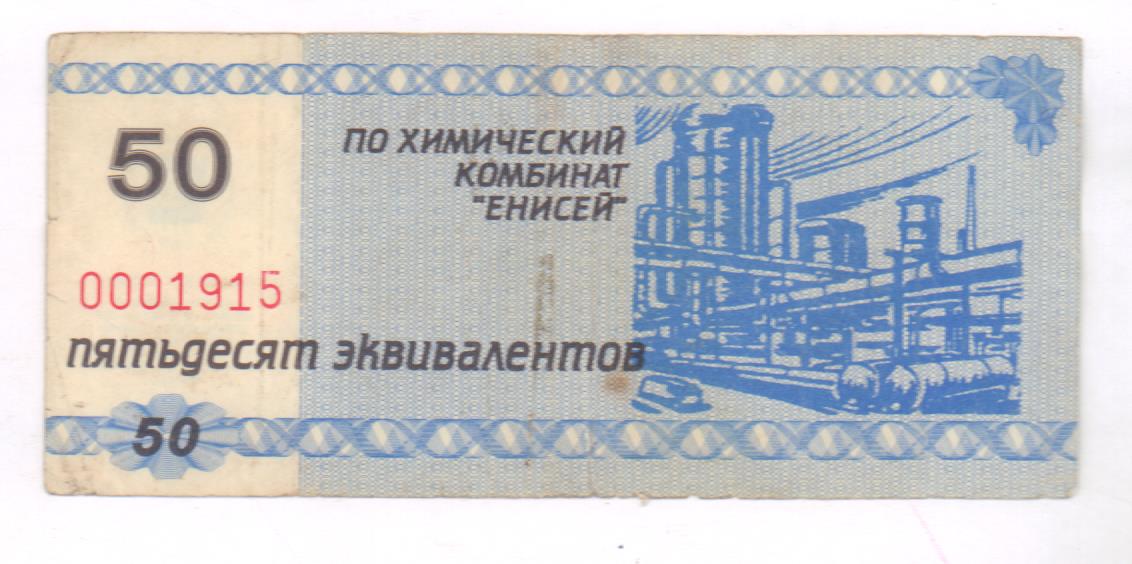 50
ПО ХИМИЧЕСКИЙ
КОМБИНАТ
"ЕНИСЕЙ"
0001915
пятьдесят эквивалентов
50